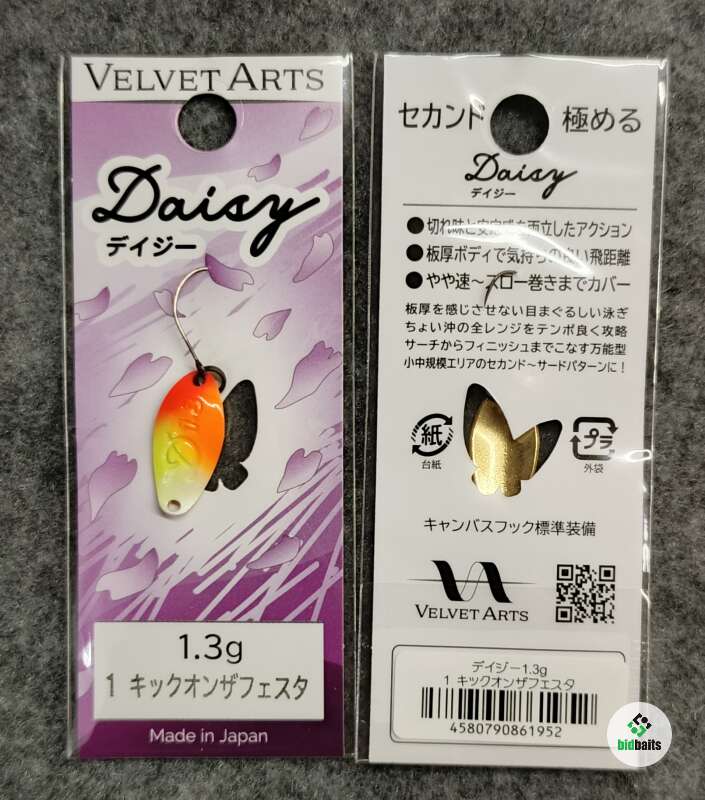 VELVET ARTS
Daisy
デイジー
1.3g
1 キックオンザフェスタ
Made in Japan
セカンド 極める
Daisy
デイジー
●切れ味と安定感を両立したアクション
●板厚ボディで気持ちの良い飛距離
●やや速～スロー巻きまでカバー
板厚を感じさせない目まぐるしい泳ぎ
ちょい沖の全レンジをテンポ良く攻略
サーチからフィニッシュまでこなす万能型
小中規模エリアのセカンド～サードパターンに！
紙
台紙
プラ
外袋
キャンバスフック標準装備
VELVET ARTS
デイジー1.3g
1 キックオンザフェスタ
4580790861952
bidbaits